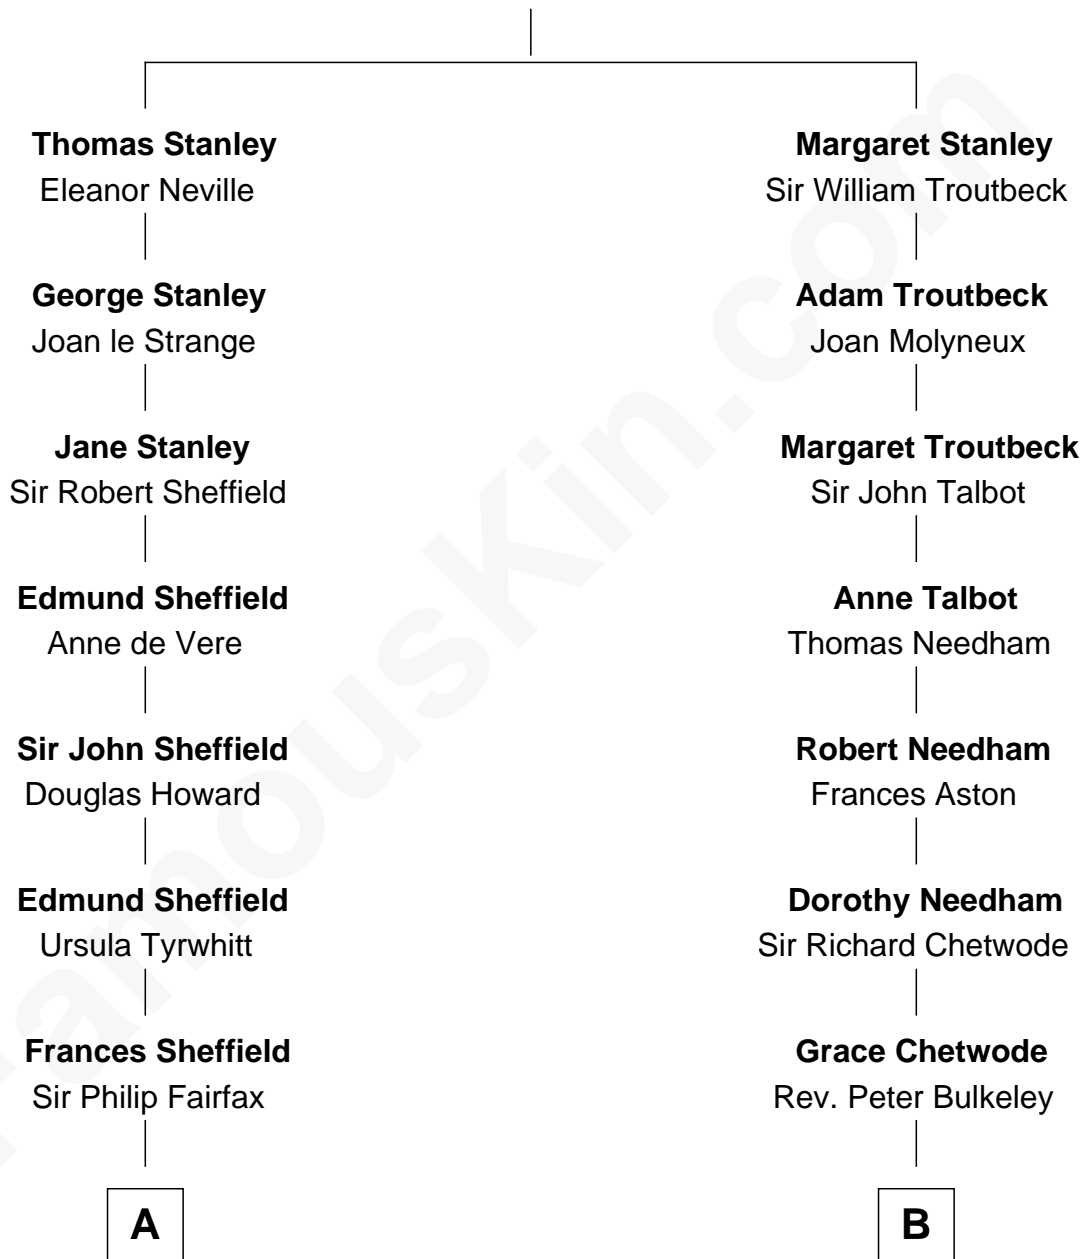 Thomas Stanley
Eleanor Neville
George Stanley
Joan le Strange
Jane Stanley
Sir Robert Sheffield
Edmund Sheffield
Anne de Vere
Sir John Sheffield
Douglas Howard
Edmund Sheffield
Ursula Tyrwhitt
Frances Sheffield
Sir Philip Fairfax
A
Margaret Stanley
Sir William Troutbeck
Adam Troutbeck
Joan Molyneux
Margaret Troutbeck
Sir John Talbot
Anne Talbot
Thomas Needham
Robert Needham
Frances Aston
Dorothy Needham
Sir Richard Chetwode
Grace Chetwode
Rev. Peter Bulkeley
B
FamousKin.com